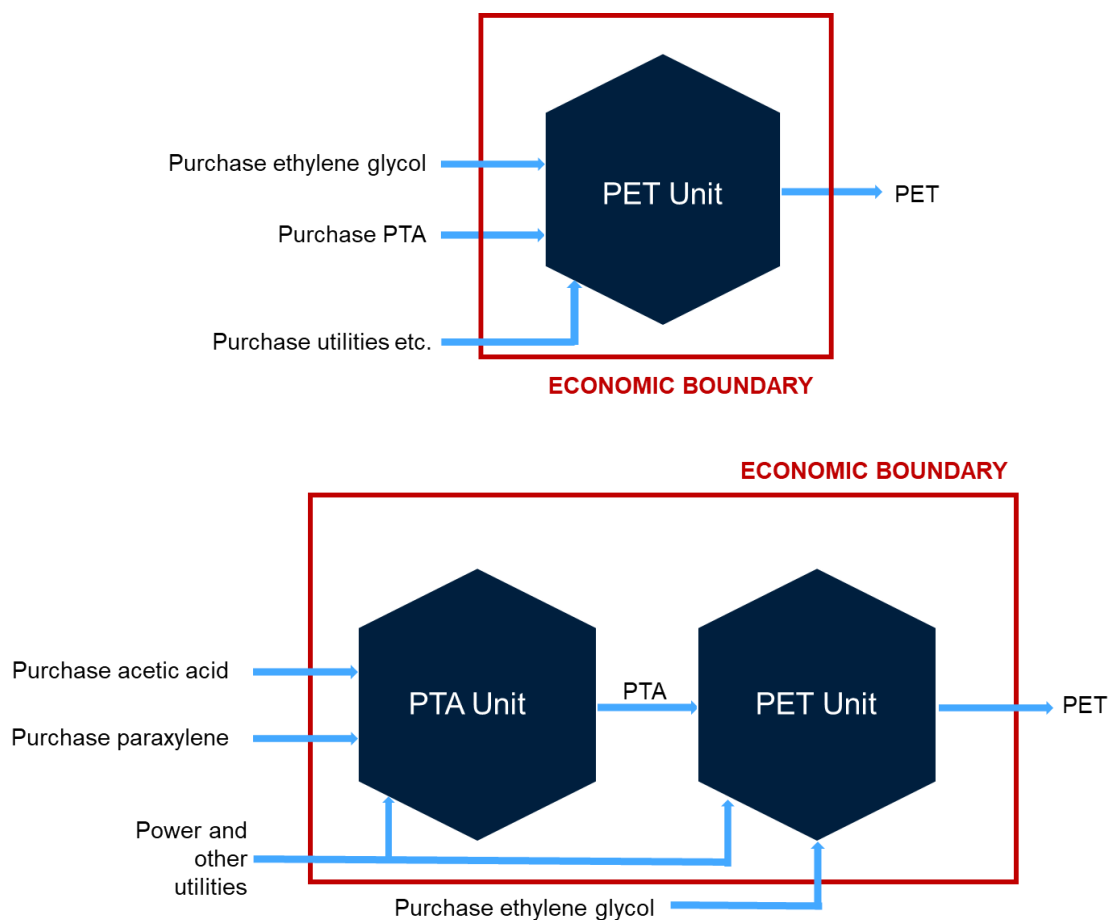 Purchase ethylene glycol
PET Unit
PET
Purchase PTA
Purchase utilities etc.
ECONOMIC BOUNDARY
ECONOMIC BOUNDARY
Purchase acetic acid
PTA Unit
PTA
PET Unit
PET
Purchase paraxylene
Power and
other
utilities
Purchase ethylene glycol